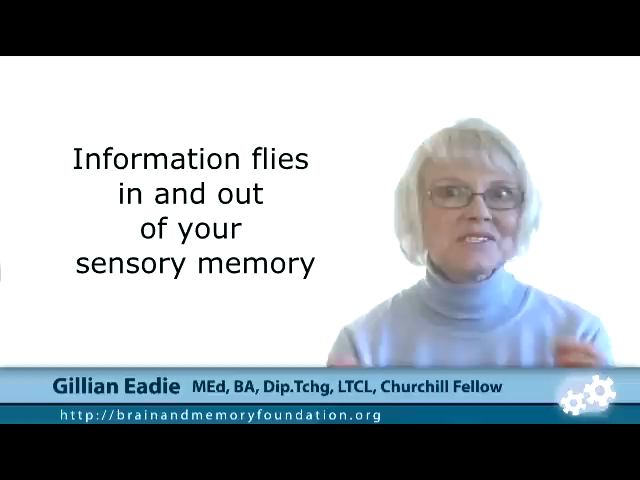 Information flies
in and out
of your
sensory memory
Gillian Eadie MEd, BA, Dip.Tchg, LTCL, Churchill Fellow
http://brainandmemoryfoundation.org